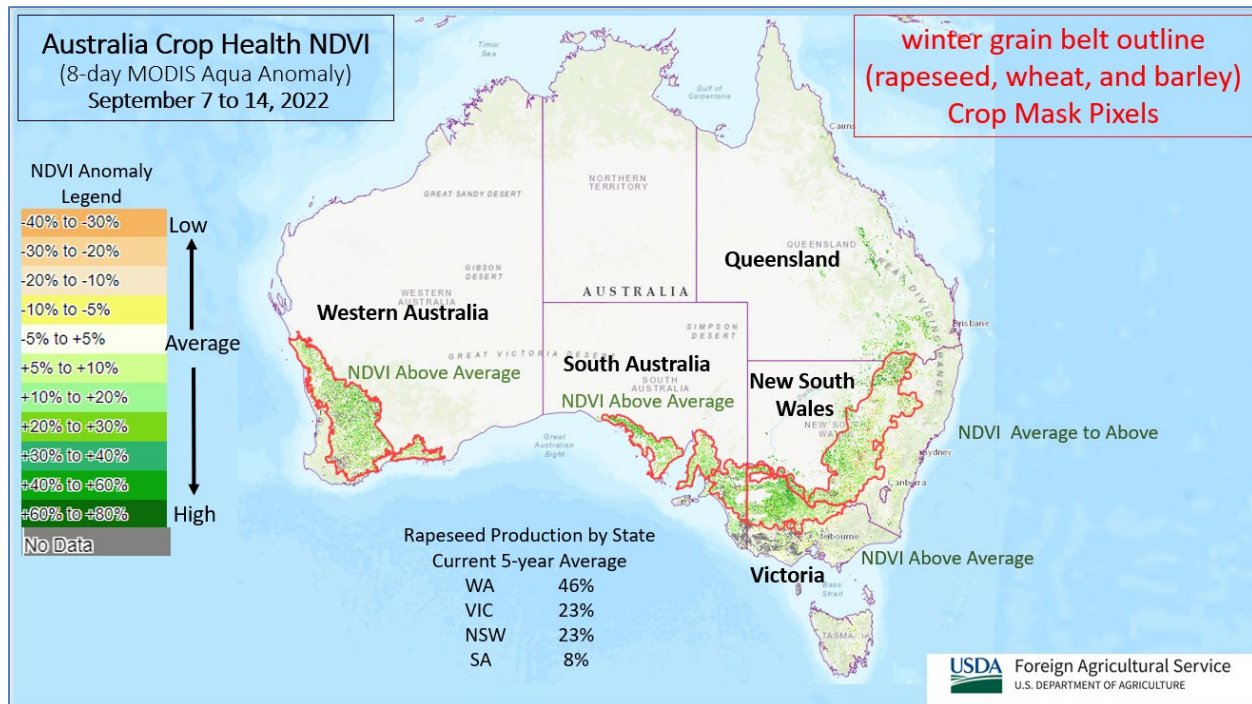 Australia Crop Health NDVI
(8-day MODIS Aqua Anomaly)
September 7 to 14, 2022
winter grain belt outline
(rapeseed, wheat, and barley)
Crop Mask Pixels
NDVI Anomaly
Legend
-40% to -30%
-30% to -20%
-20% to -10%
-10% to -5%
-5% to +5%
+5% to +10%
+10% to +20%
+20% to +30%
+30% to +40%
+40% to +60%
+60% to +80%
No Data
Low
Average
High
Timor
Sea
Gulf of
Carpentaria
Cairns
NORTHERN
TERRITORY
GREAT SANDY DESERT
QUEENSLAND
Queensland
GIBSON
DESERT
AUSTRALIA
WESTERN
AUSTRALIA
Western Australia
SIMPSON
DESERT
Brisbane
GREAT VICTORIA DESERT
South Australia
SOUTH
AUSTRALIA
NDVI Above Average
NDVI Above Average
New South
Wales
Great
Australian
Bight
NDVI Average to Above
Sydney
Canberra
NDVI Above Average
Victoria
Bass
Strait
Rapeseed Production by State
Current 5-year Average
WA 46%
VIC 23%
NSW 23%
SA 8%
USDA
Foreign Agricultural Service
U.S. DEPARTMENT OF AGRICULTURE